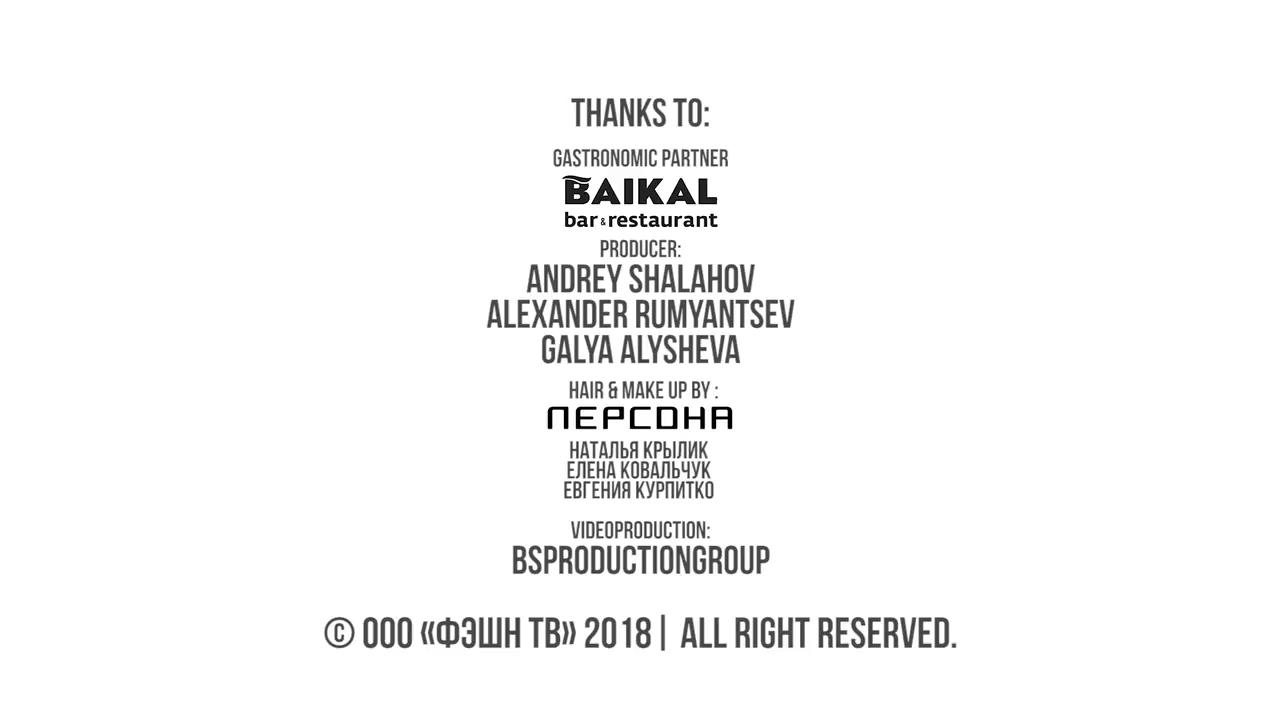 THANKS TO:
GASTRONOMIC PARTNER
BAIKAL
bar & restaurant
PRODUCER:
ANDREY SHALAHOV
ALEXANDER RUMYANTSEV
GALYA ALYSHEVA
HAIR & MAKE UP BY :
ПЕРСОНА
НАТАЛЬЯ КРЫЛИК
ЕЛЕНА КОВАЛЬЧУК
ЕВГЕНИЯ КУРПИТКО
VIDEOPRODUCTION:
BSPRODUCTIONGROUP
© ООО «ФЭШН ТВ» 2018 | ALL RIGHT RESERVED.